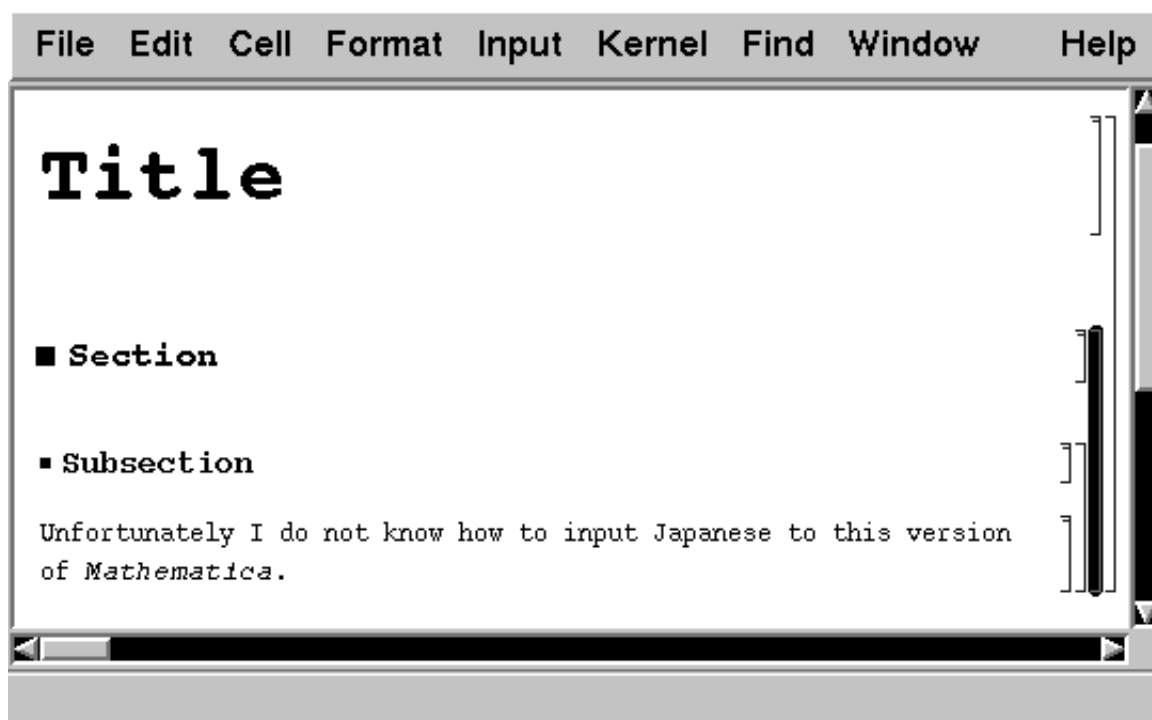 File Edit Cell Format Input Kernel Find Window Help
Title
Section
Subsection
Unfortunately I do not know how to input Japanese to this version
of Mathematica.